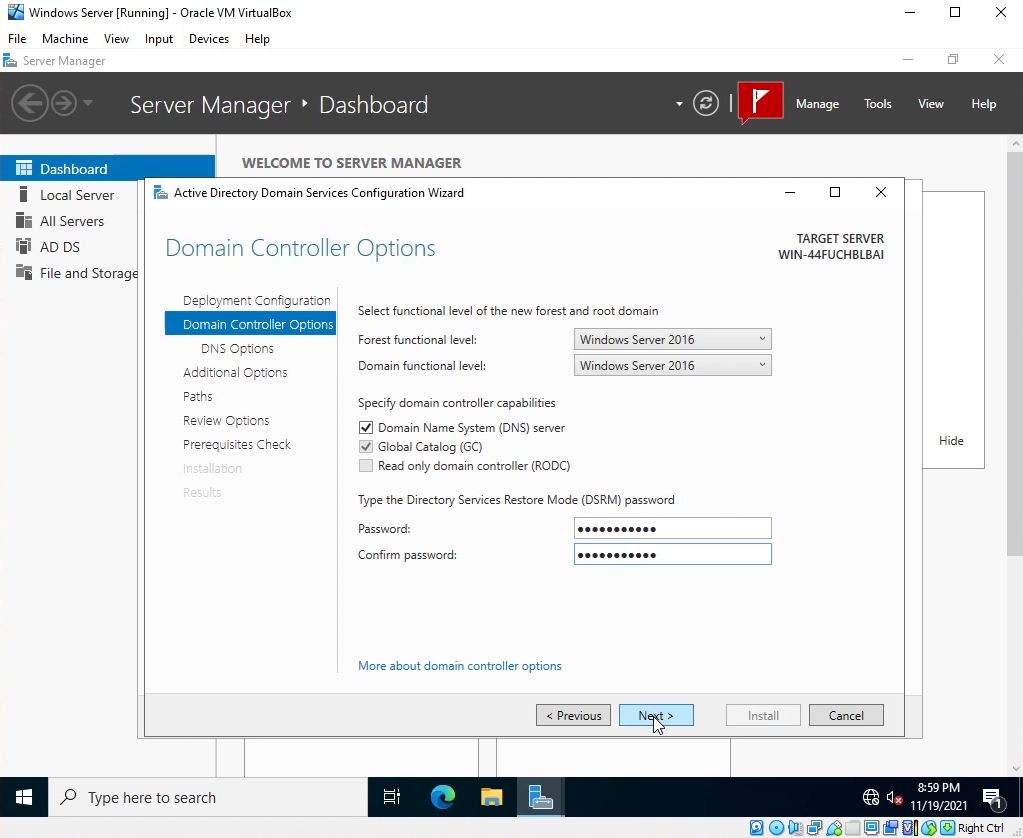 Windows Server [Running] - Oracle VM VirtualBox
File Machine View Input Devices Help
Server Manager
Server Manager ‣ Dashboard
Manage Tools View Help
WELCOME TO SERVER MANAGER
Dashboard
Local Server
All Servers
AD DS
File and Storage
Hide
Active Directory Domain Services Configuration Wizard
Domain Controller Options
TARGET SERVER
WIN-44FUCHBLBAI
Deployment Configuration
Domain Controller Options
DNS Options
Additional Options
Paths
Review Options
Prerequisites Check
Installation
Results
Select functional level of the new forest and root domain
Forest functional level: Windows Server 2016
Domain functional level: Windows Server 2016
Specify domain controller capabilities
Domain Name System (DNS) server
Global Catalog (GC)
Read only domain controller (RODC)
Type the Directory Services Restore Mode (DSRM) password
Password: •••••••••••
Confirm password: •••••••••••
More about domain controller options
< Previous Next > Install Cancel
Type here to search
8:59 PM
11/19/2021
1
Right Ctrl